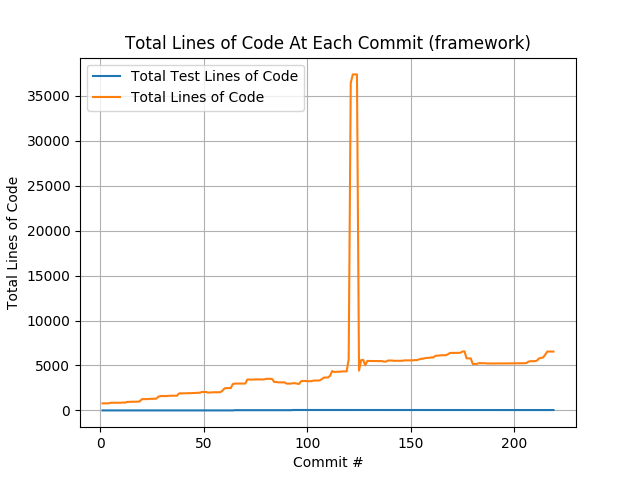 Total Lines of Code At Each Commit (framework)
Total Test Lines of Code
Total Lines of Code
35000
30000
25000
20000
15000
10000
5000
0
Total Lines of Code
0 50 100 150 200
Commit #